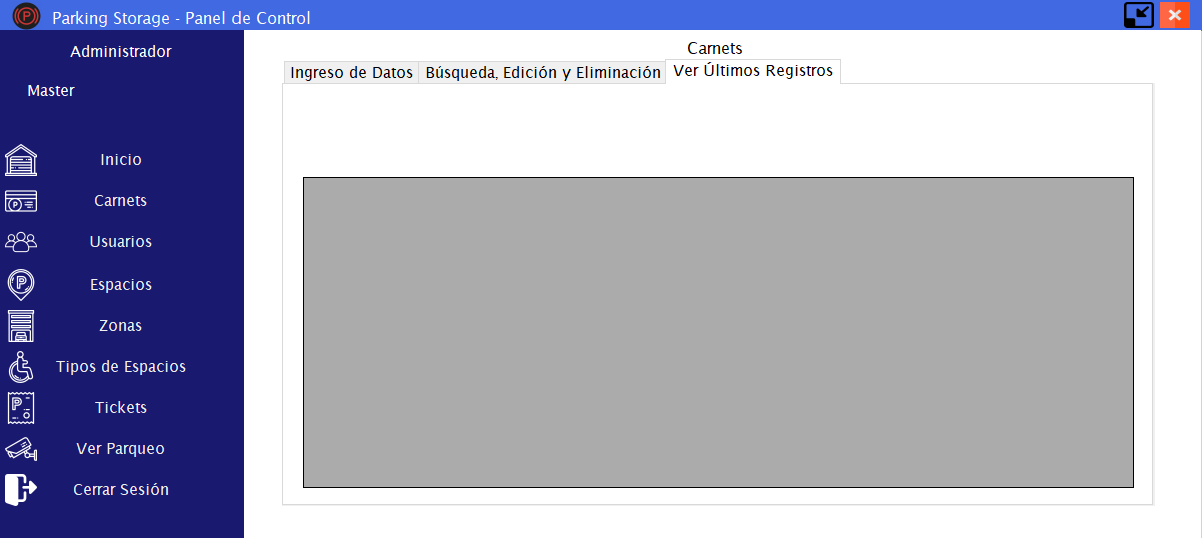 Parking Storage - Panel de Control
Administrador
Master
Inicio
Carnets
Usuarios
Espacios
Zonas
Tipos de Espacios
Tickets
Ver Parqueo
Cerrar Sesión
Carnets
Ingreso de Datos
Búsqueda, Edición y Eliminación
Ver Últimos Registros